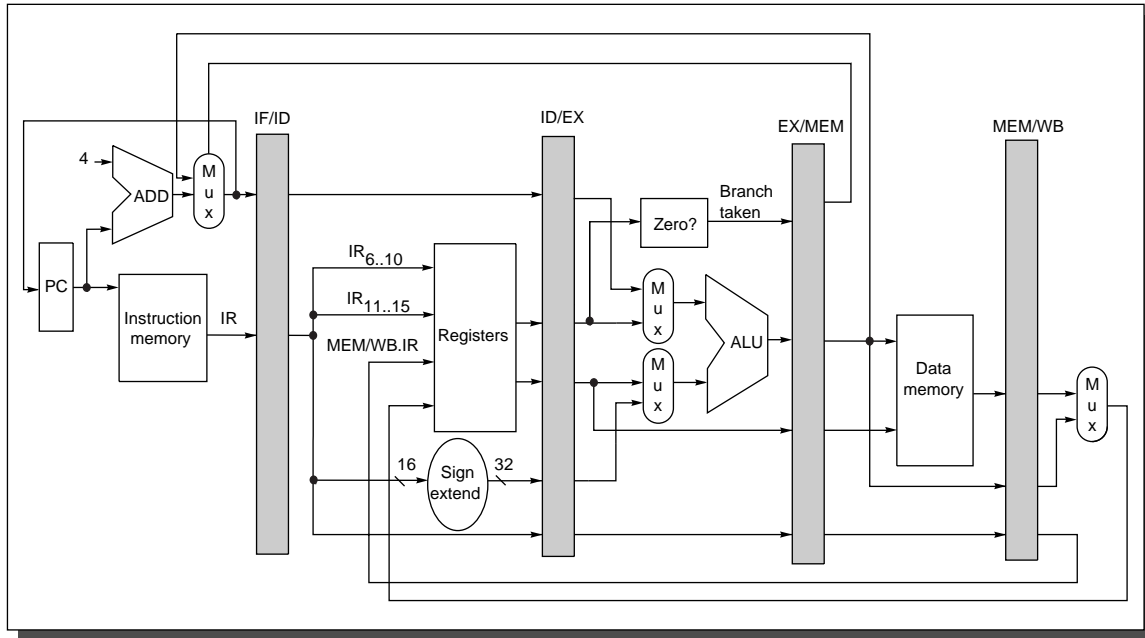 IF/ID
ID/EX
EX/MEM
MEM/WB
4
ADD
M
u
x
Branch
taken
Zero?
PC
Instruction
memory
IR
IR6..10
IR11..15
MEM/WB.IR
Registers
M
u
x
M
u
x
ALU
Data
memory
M
u
x
16
Sign
extend
32